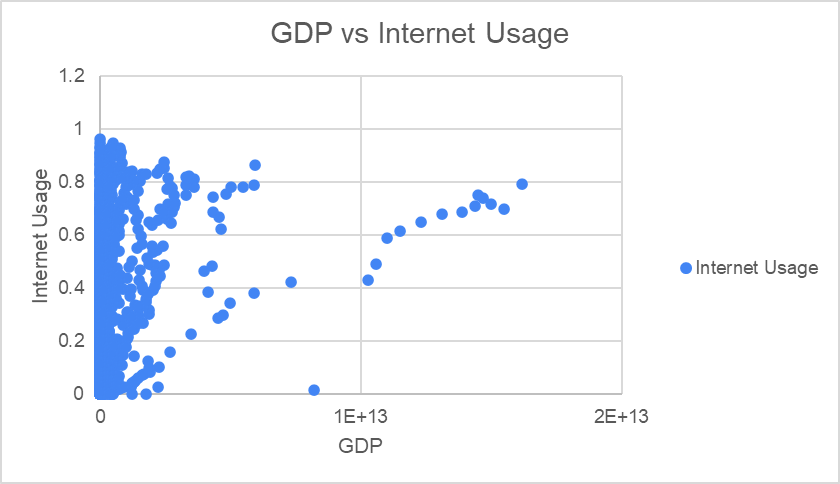 GDP vs Internet Usage
1.2
1
0.8
0.6
0.4
0.2
0
Internet Usage
0
1E+13
2E+13
GDP
Internet Usage